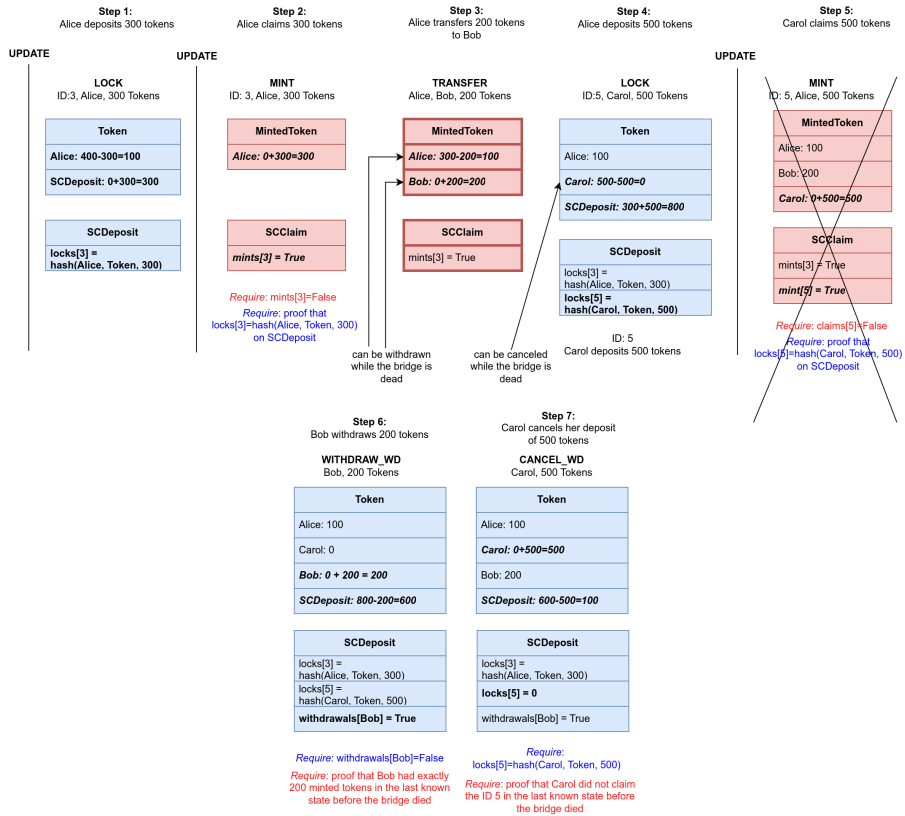 Step 1:
Alice deposits 300 tokens
Step 2:
Alice claims 300 tokens
Step 3:
Alice transfers 200 tokens
to Bob
Step 4:
Alice deposits 500 tokens
Step 5:
Carol claims 500 tokens
UPDATE
UPDATE
UPDATE
LOCK
ID:3, Alice, 300 Tokens
Token
Alice: 400-300=100
SCDeposit: 0+300=300
SCDeposit
locks[3] =
hash(Alice, Token, 300)
MINT
ID: 3, Alice, 300 Tokens
MintedToken
Alice: 0+300=300
SCClaim
mints[3] = True
Require: mints[3]=False
Require: proof that
locks[3]=hash(Alice, Token, 300)
on SCDeposit
TRANSFER
Alice, Bob, 200 Tokens
MintedToken
Alice: 300-200=100
Bob: 0+200=200
SCClaim
mints[3] = True
can be withdrawn
while the bridge is
dead
LOCK
ID:5, Carol, 500 Tokens
Token
Alice: 100
Carol: 500-500=0
SCDeposit: 300+500=800
SCDeposit
locks[3] =
hash(Alice, Token, 300)
locks[5] =
hash(Carol, Token, 500)
ID: 5
Carol deposits 500 tokens
can be canceled
while the bridge is
dead
MINT
ID: 5, Alice, 500 Tokens
MintedToken
Alice: 100
Bob: 200
Carol: 0+500=500
SCClaim
mints[3] = True
mint[5] = True
Require: claims[5]=False
Require: proof that
locks[5]=hash(Carol, Token, 500)
on SCDeposit
Step 6:
Bob withdraws 200 tokens
WITHDRAW_WD
Bob, 200 Tokens
Token
Alice: 100
Carol: 0
Bob: 0 + 200 = 200
SCDeposit: 800-200=600
SCDeposit
locks[3] =
hash(Alice, Token, 300)
locks[5] =
hash(Carol, Token, 500)
withdrawals[Bob] = True
Require: withdrawals[Bob]=False
Require: proof that Bob had exactly
200 minted tokens in the last known
state before the bridge died
Step 7:
Carol cancels her deposit
of 500 tokens
CANCEL_WD
Carol, 500 Tokens
Token
Alice: 100
Carol: 0+500=500
Bob: 200
SCDeposit: 600-500=100
SCDeposit
locks[3] =
hash(Alice, Token, 300)
locks[5] = 0
withdrawals[Bob] = True
Require:
locks[5]=hash(Carol, Token, 500)
Require: proof that Carol did not claim
the ID 5 in the last known state before
the bridge died